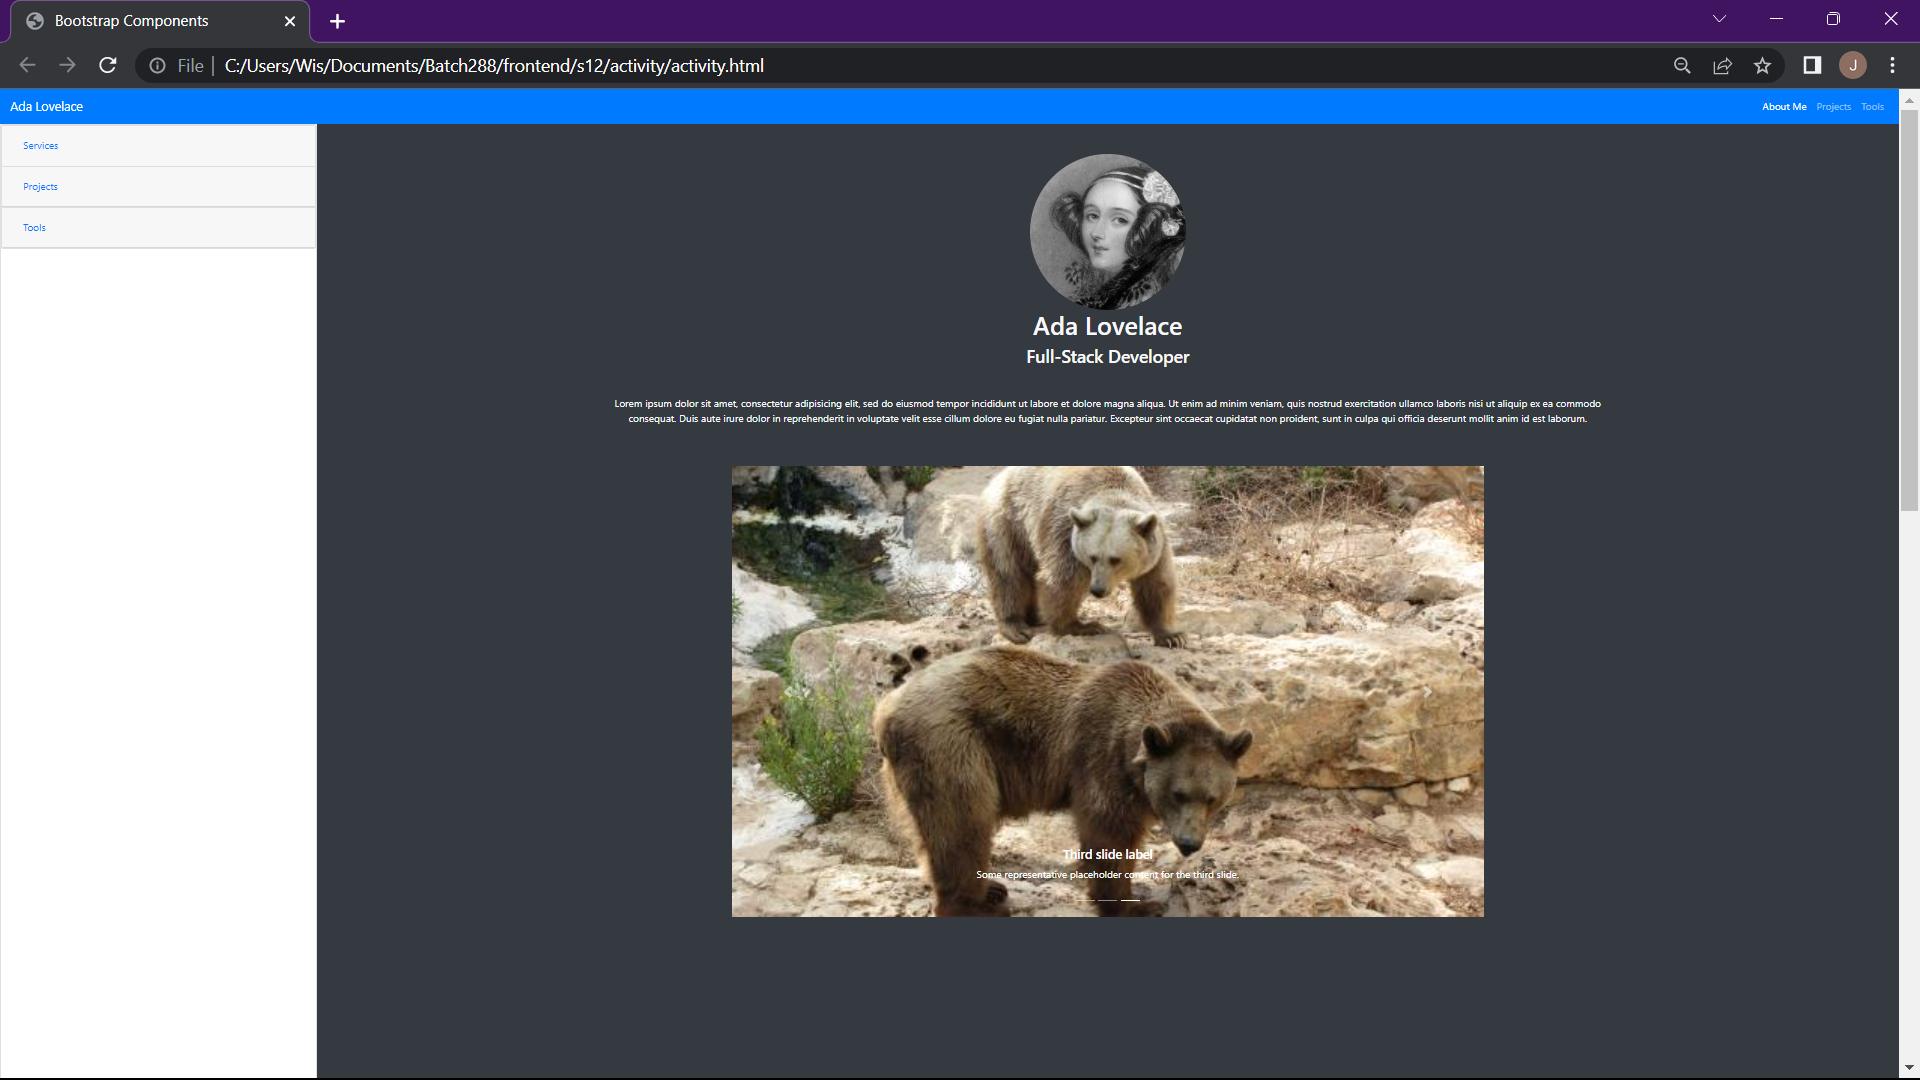 Bootstrap Components
File
C:/Users/Wis/Documents/Batch288/frontend/s12/activity/activity.html
J
Ada Lovelace
About Me Projects Tools
Services
Projects
Tools
Ada Lovelace
Full-Stack Developer
Lorem ipsum dolor sit amet, consectetur adipisicing elit, sed do eiusmod tempor incididunt ut labore et dolore magna aliqua. Ut enim ad minim veniam, quis nostrud exercitation ullamco laboris nisi ut aliquip ex ea commodo
consequat. Duis aute irure dolor in reprehenderit in voluptate velit esse cillum dolore eu fugiat nulla pariatur. Excepteur sint occaecat cupidatat non proident, sunt in culpa qui officia deserunt mollit anim id est laborum.
Third slide label
Some representative placeholder content for the third slide.